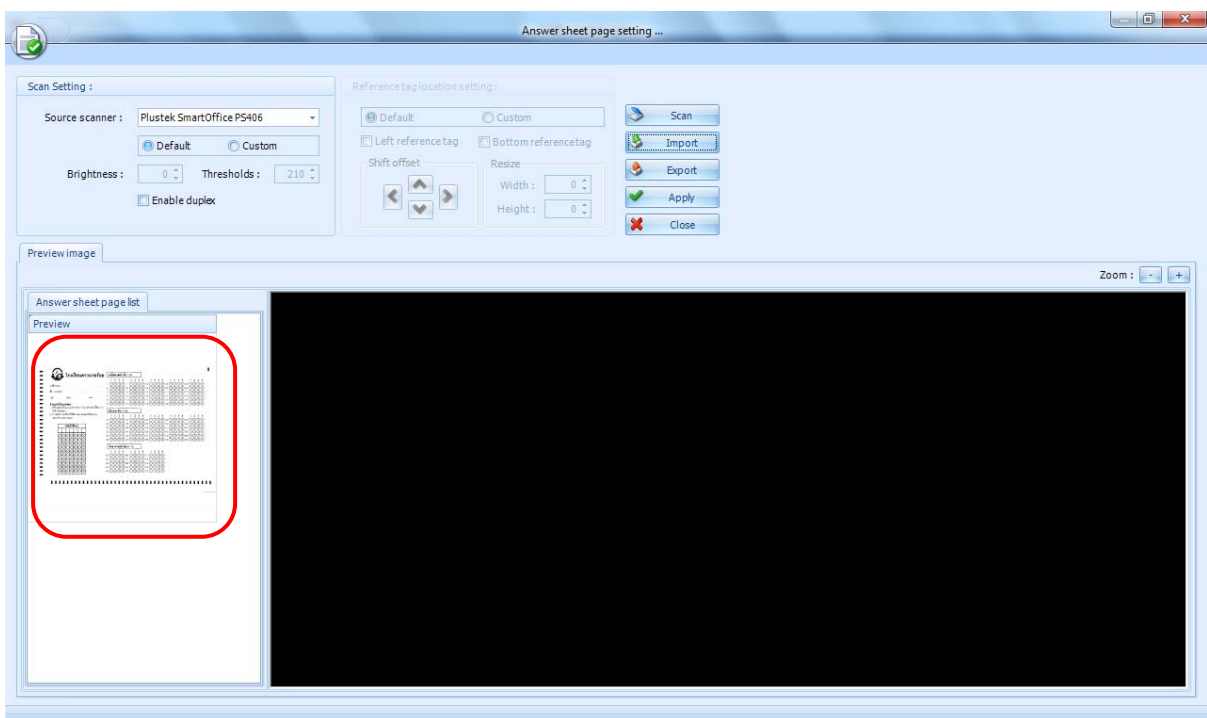 Answer sheet page setting ...
Scan Setting :
Source scanner :
Plustek SmartOffice PS406
Default
Custom
Brightness :
0
Thresholds :
210
Enable duplex
Reference tag location setting :
Default
Custom
Left reference tag
Bottom reference tag
Shift offset
Resize
Width :
0
Height :
0
Scan
Import
Export
Apply
Close
Preview image
Zoom :
-
+
Answer sheet page list
Preview